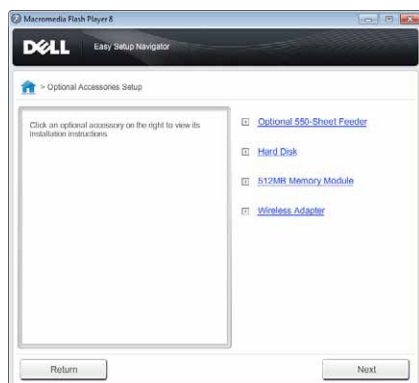 Macromedia Flash Player 8
DELL
Easy Setup Navigator
> Optional Accessories Setup
Click an optional accessory on the right to view its
installation instructions.
Optional 550-Sheet Feeder
Hard Disk
512MB Memory Module
Wireless Adapter
Return
Next